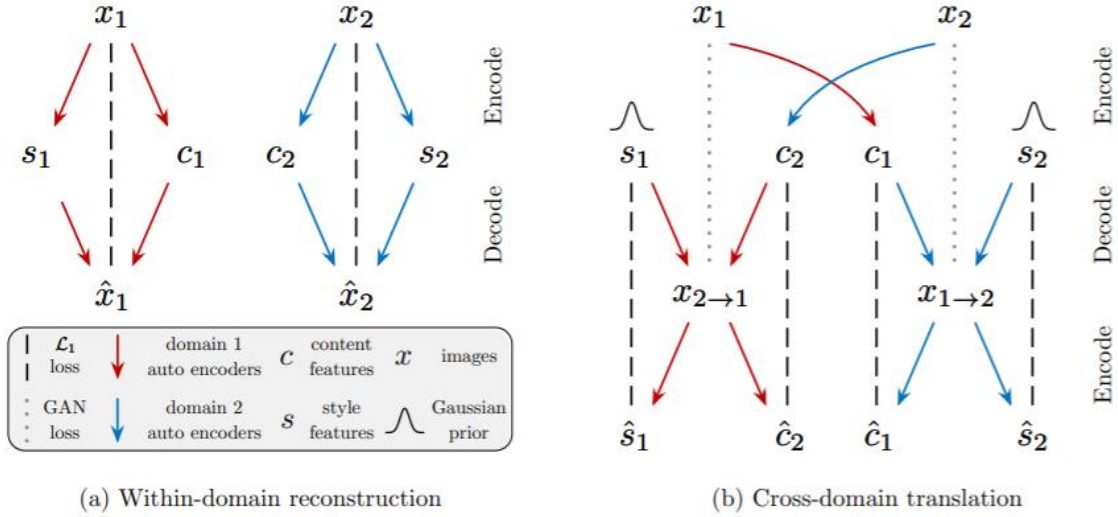 x₁ x₂ x₁ x₂
Encode Encode
s₁ c₁ c₂ s₂ s₁ c₂ c₁ s₂
Decode Decode
x̂₁ x̂₂ x₂→₁ x₁→₂
Encode
ŝ₁ ĉ₂ ĉ₁ ŝ₂
𝓛₁ loss
domain 1 auto encoders
c content features
x images
GAN loss
domain 2 auto encoders
s style features
Gaussian prior
(a) Within-domain reconstruction
(b) Cross-domain translation